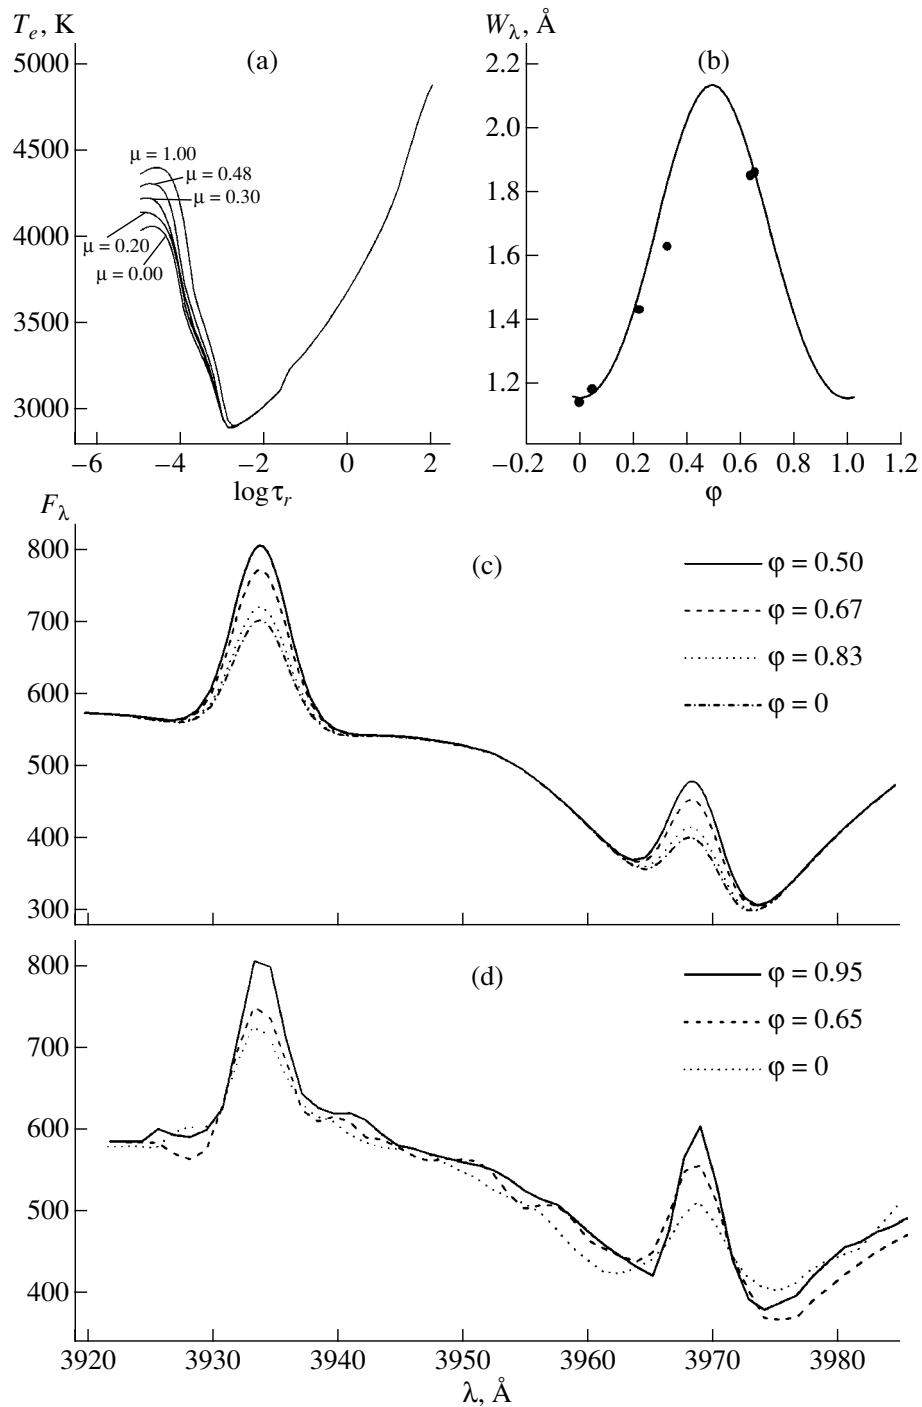 T_e, K
(a)
5000
4500
4000
3500
3000
μ = 1.00
μ = 0.48
μ = 0.30
μ = 0.20
μ = 0.00
−6
−4
−2
0
2
log τ_r
W_λ, Å
(b)
2.2
2.0
1.8
1.6
1.4
1.2
−0.2
0
0.2
0.4
0.6
0.8
1.0
1.2
φ
F_λ
(c)
800
700
600
500
400
300
φ = 0.50
φ = 0.67
φ = 0.83
φ = 0
(d)
800
700
600
500
400
φ = 0.95
φ = 0.65
φ = 0
3920
3930
3940
3950
3960
3970
3980
λ, Å